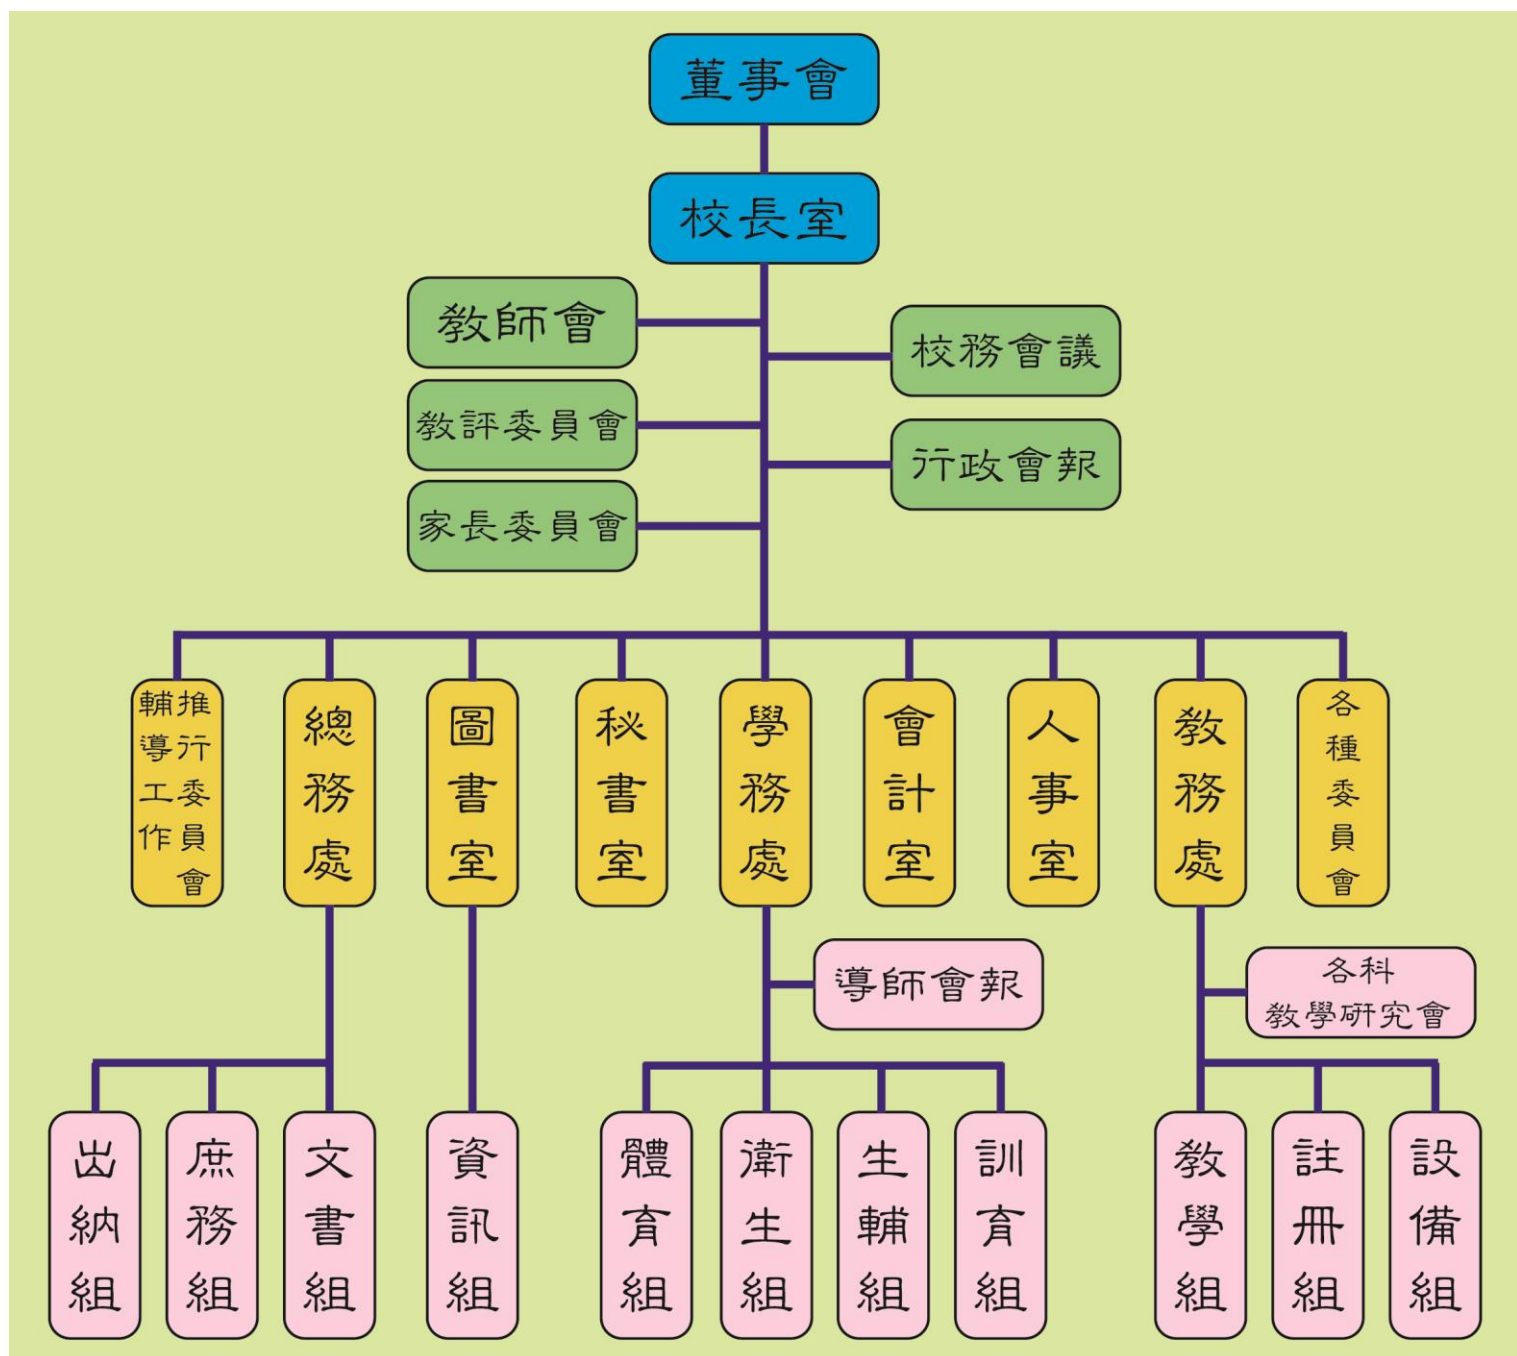 董事會
校長室
教師會
校務會議
教評委員會
行政會報
家長委員會
推行委員會
輔導工作
總務處
圖書室
秘書室
學務處
會計室
人事室
教務處
各種委員會
導師會報
各科
教學研究會
出納組
庶務組
文書組
資訊組
體育組
衛生組
生輔組
訓育組
教學組
註冊組
設備組